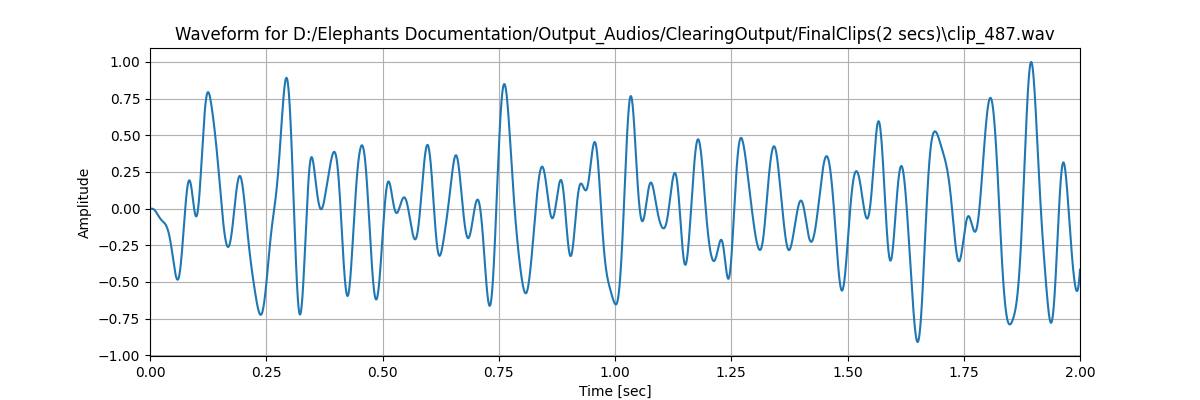 Waveform for D:/Elephants Documentation/Output_Audios/ClearingOutput/FinalClips(2 secs)\clip_487.wav
1.00
0.75
0.50
0.25
0.00
−0.25
−0.50
−0.75
−1.00
Amplitude
0.00 0.25 0.50 0.75 1.00 1.25 1.50 1.75 2.00
Time [sec]